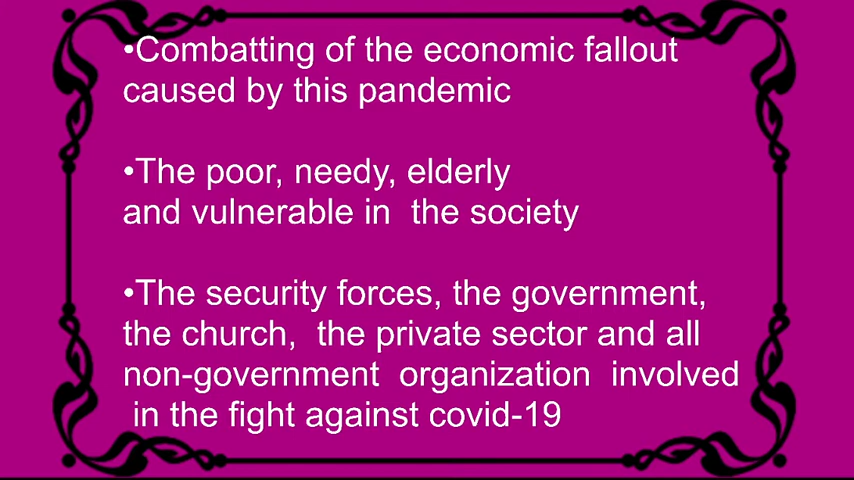 •Combatting of the economic fallout
caused by this pandemic
•The poor, needy, elderly
and vulnerable in  the society
•The security forces, the government,
the church,  the private sector and all
non-government  organization  involved
in the fight against covid-19